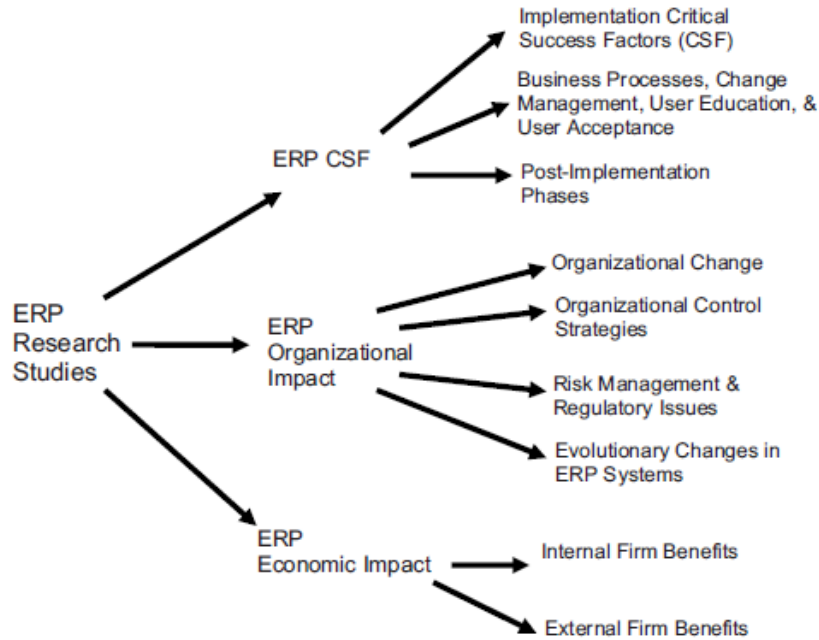 Implementation Critical
Success Factors (CSF)
Business Processes, Change
Management, User Education, &
User Acceptance
ERP CSF
Post-Implementation
Phases
Organizational Change
ERP
Research
Studies
ERP
Organizational
Impact
Organizational Control
Strategies
Risk Management &
Regulatory Issues
Evolutionary Changes in
ERP Systems
ERP
Economic Impact
Internal Firm Benefits
External Firm Benefits